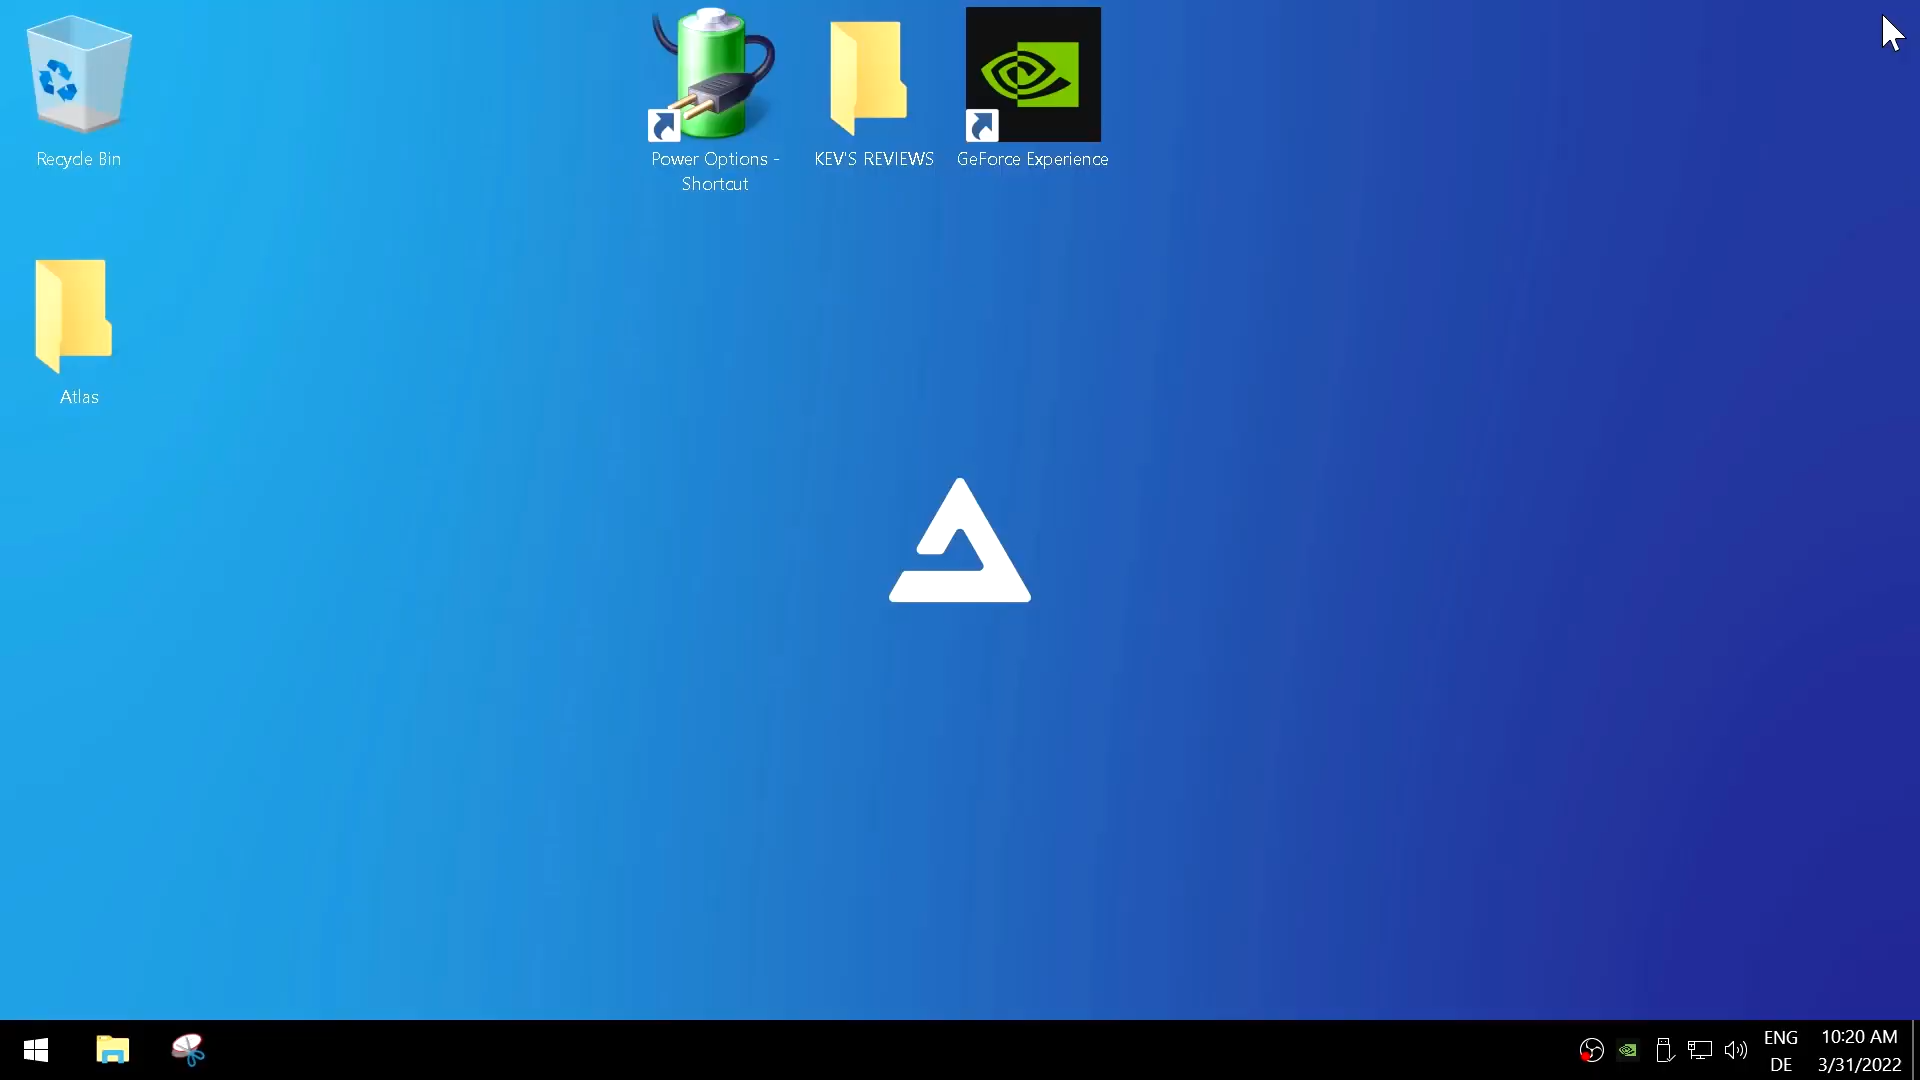 Recycle Bin
Power Options -
Shortcut
KEV'S REVIEWS
GeForce Experience
Atlas
ENG
DE
10:20 AM
3/31/2022